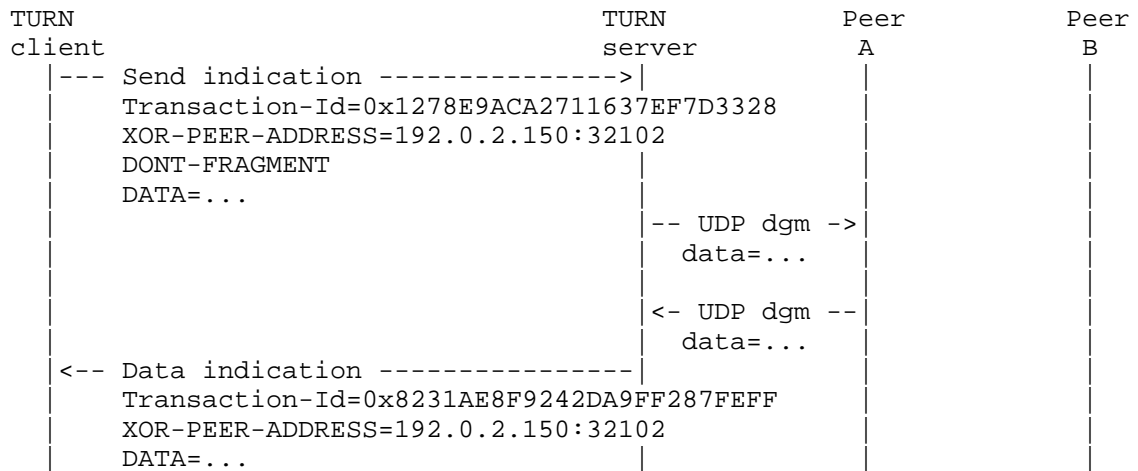 TURN                                 TURN          Peer          Peer
client                               server         A             B
  |--- Send indication --------------->|             |             |
  |    Transaction-Id=0x1278E9ACA2711637EF7D3328     |             |
  |    XOR-PEER-ADDRESS=192.0.2.150:32102            |             |
  |    DONT-FRAGMENT                   |             |             |
  |    DATA=...                        |             |             |
  |                                    |-- UDP dgm ->|             |
  |                                    |  data=...   |             |
  |                                    |             |             |
  |                                    |<- UDP dgm --|             |
  |                                    |  data=...   |             |
  |<-- Data indication ----------------|             |             |
  |    Transaction-Id=0x8231AE8F9242DA9FF287FEFF     |             |
  |    XOR-PEER-ADDRESS=192.0.2.150:32102            |             |
  |    DATA=...                        |             |             |